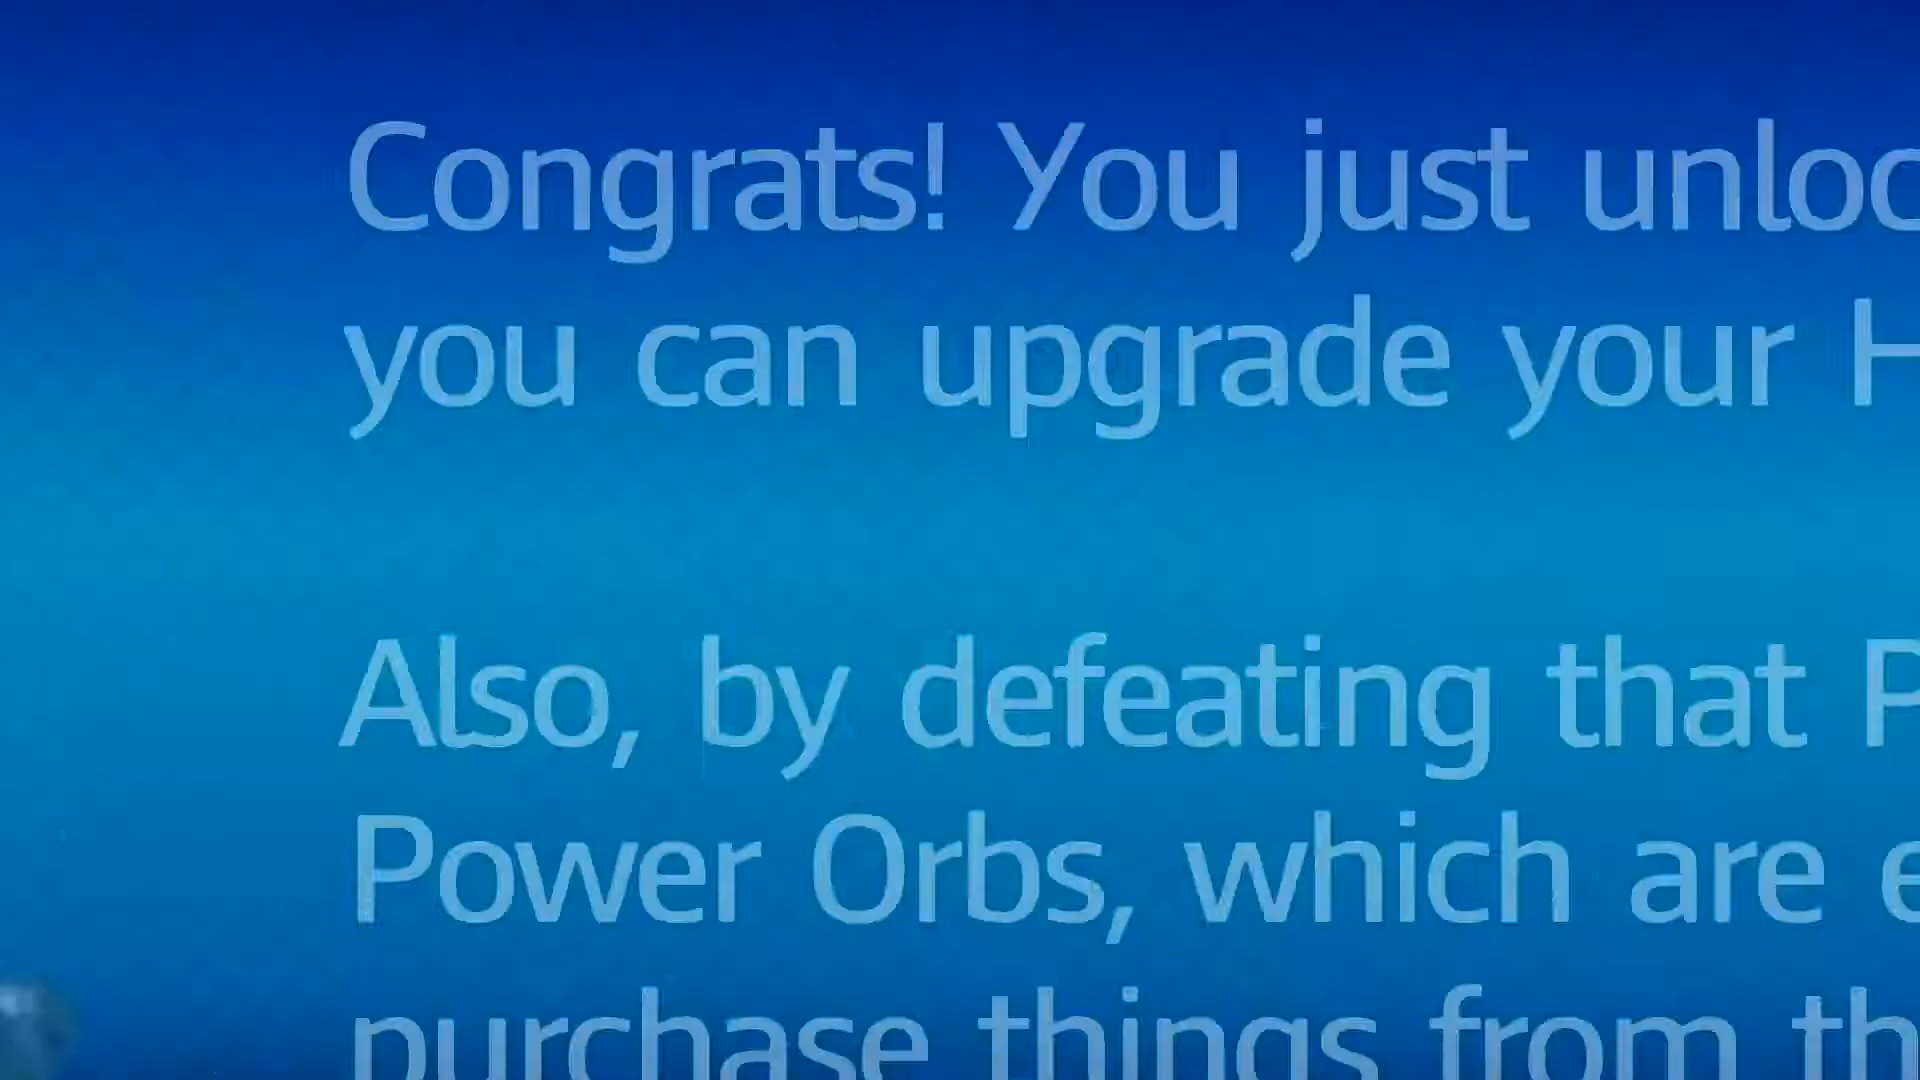 Congrats! You just unloc
you can upgrade your H
Also, by defeating that P
Power Orbs, which are e
purchase things from th